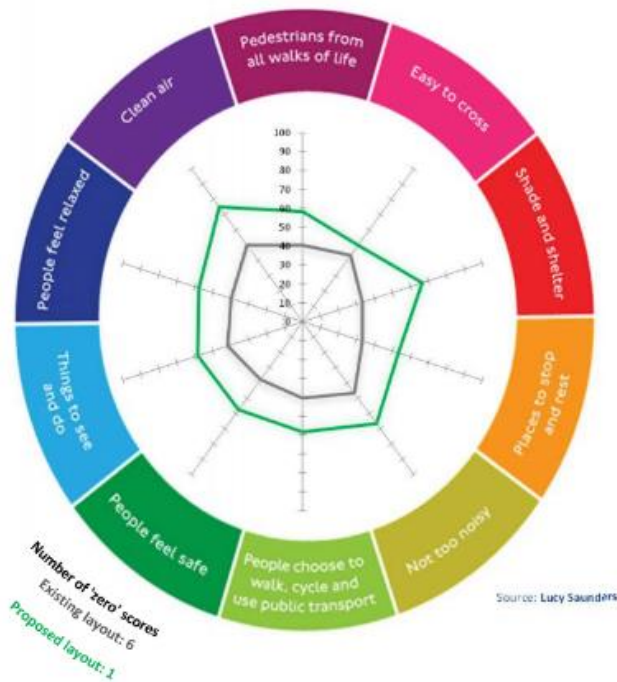 Pedestrians from
all walks of life
Easy to cross
Shade and shelter
Places to stop
and rest
Not too noisy
People choose to
walk, cycle and
use public transport
People feel safe
Things to see
and do
People feel relaxed
Clean air
100
90
80
70
60
50
40
30
20
10
0
Number of 'zero' scores
Existing layout: 6
Proposed layout: 1
Source: Lucy Saunders